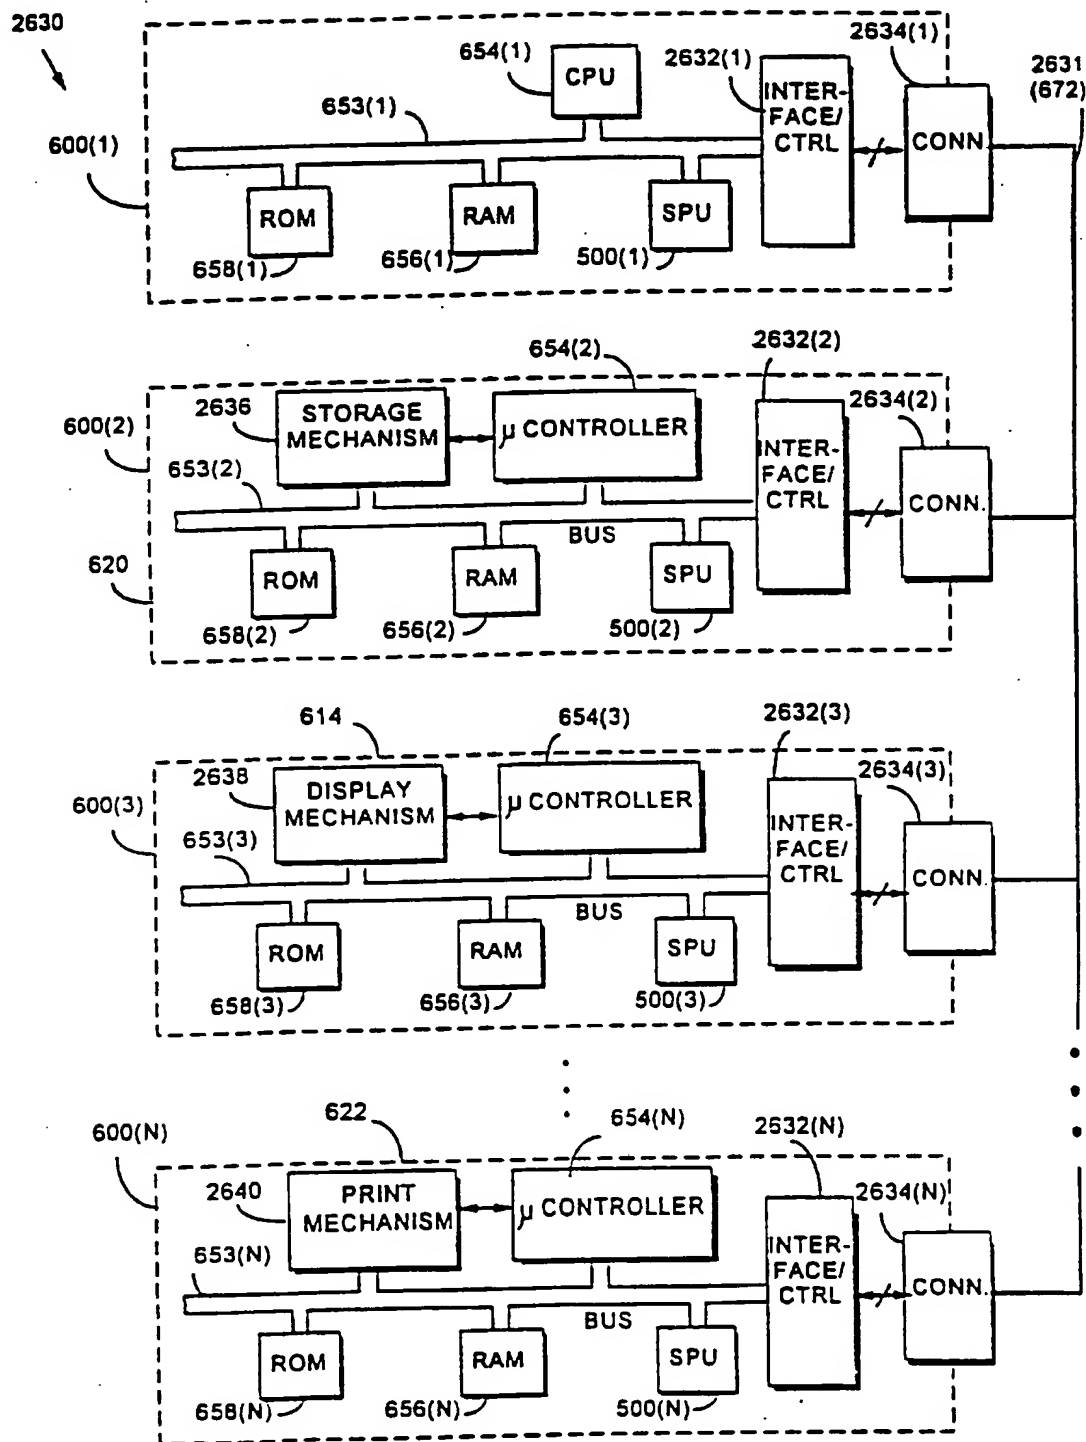 2630
654(1)
2632(1)
2634(1)
2631
(672)
CPU
INTER-
FACE/
CTRL
653(1)
600(1)
CONN.
ROM
RAM
SPU
658(1)
656(1)
500(1)
654(2)
2632(2)
2634(2)
2636
STORAGE
MECHANISM
μ CONTROLLER
600(2)
INTER-
FACE/
CTRL
653(2)
CONN.
BUS
620
ROM
RAM
SPU
658(2)
656(2)
500(2)
614
654(3)
2632(3)
2634(3)
2638
DISPLAY
MECHANISM
μ CONTROLLER
600(3)
INTER-
FACE/
CTRL
653(3)
CONN.
BUS
ROM
RAM
SPU
658(3)
656(3)
500(3)
622
654(N)
2632(N)
600(N)
2634(N)
2640
PRINT
MECHANISM
μ CONTROLLER
INTER-
FACE/
CTRL
653(N)
CONN.
BUS
ROM
RAM
SPU
658(N)
656(N)
500(N)